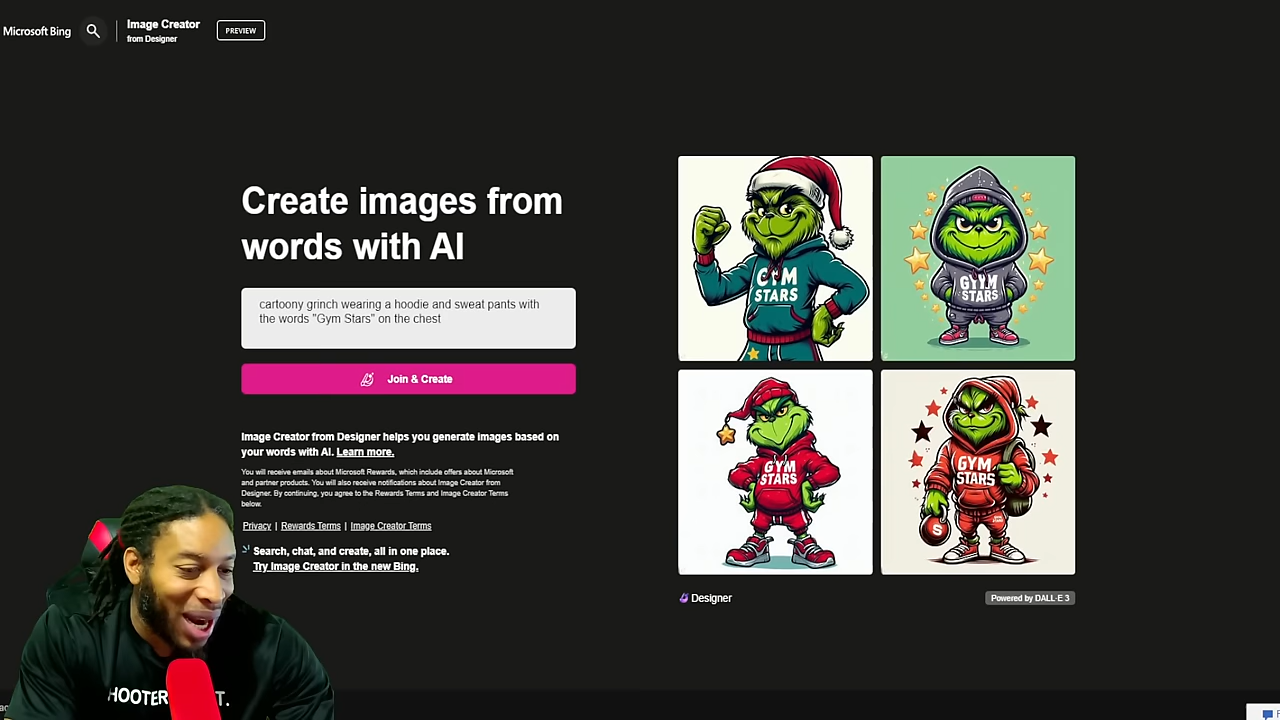 Microsoft Bing
Image Creator
from Designer
PREVIEW
Create images from
words with AI
cartoony grinch wearing a hoodie and sweat pants with
the words "Gym Stars" on the chest
Join & Create
Image Creator from Designer helps you generate images based on
your words with AI. Learn more.
You will receive emails about Microsoft Rewards, which include offers about Microsoft
and partner products. You will also receive notifications about Image Creator from
Designer. By continuing, you agree to the Rewards Terms and Image Creator Terms
below.
Privacy | Rewards Terms | Image Creator Terms
Search, chat, and create, all in one place.
Try Image Creator in the new Bing.
GYM
STARS
GYM
STARS
GYM
STARS
GYM
STARS
S
Designer
Powered by DALL·E 3
HOOTER
T.